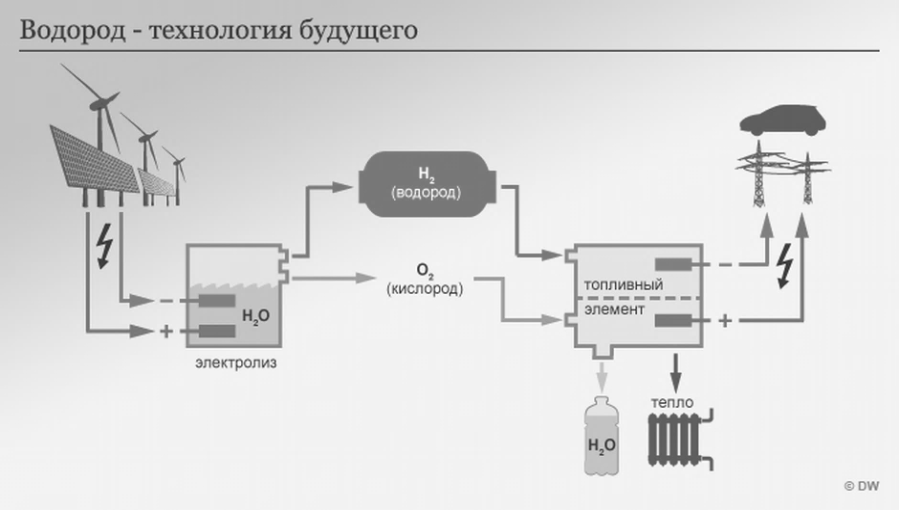 Водород - технология будущего
H₂
(водород)
O₂
(кислород)
топливный
элемент
−
+
H₂O
−
+
электролиз
тепло
H₂O
© DW